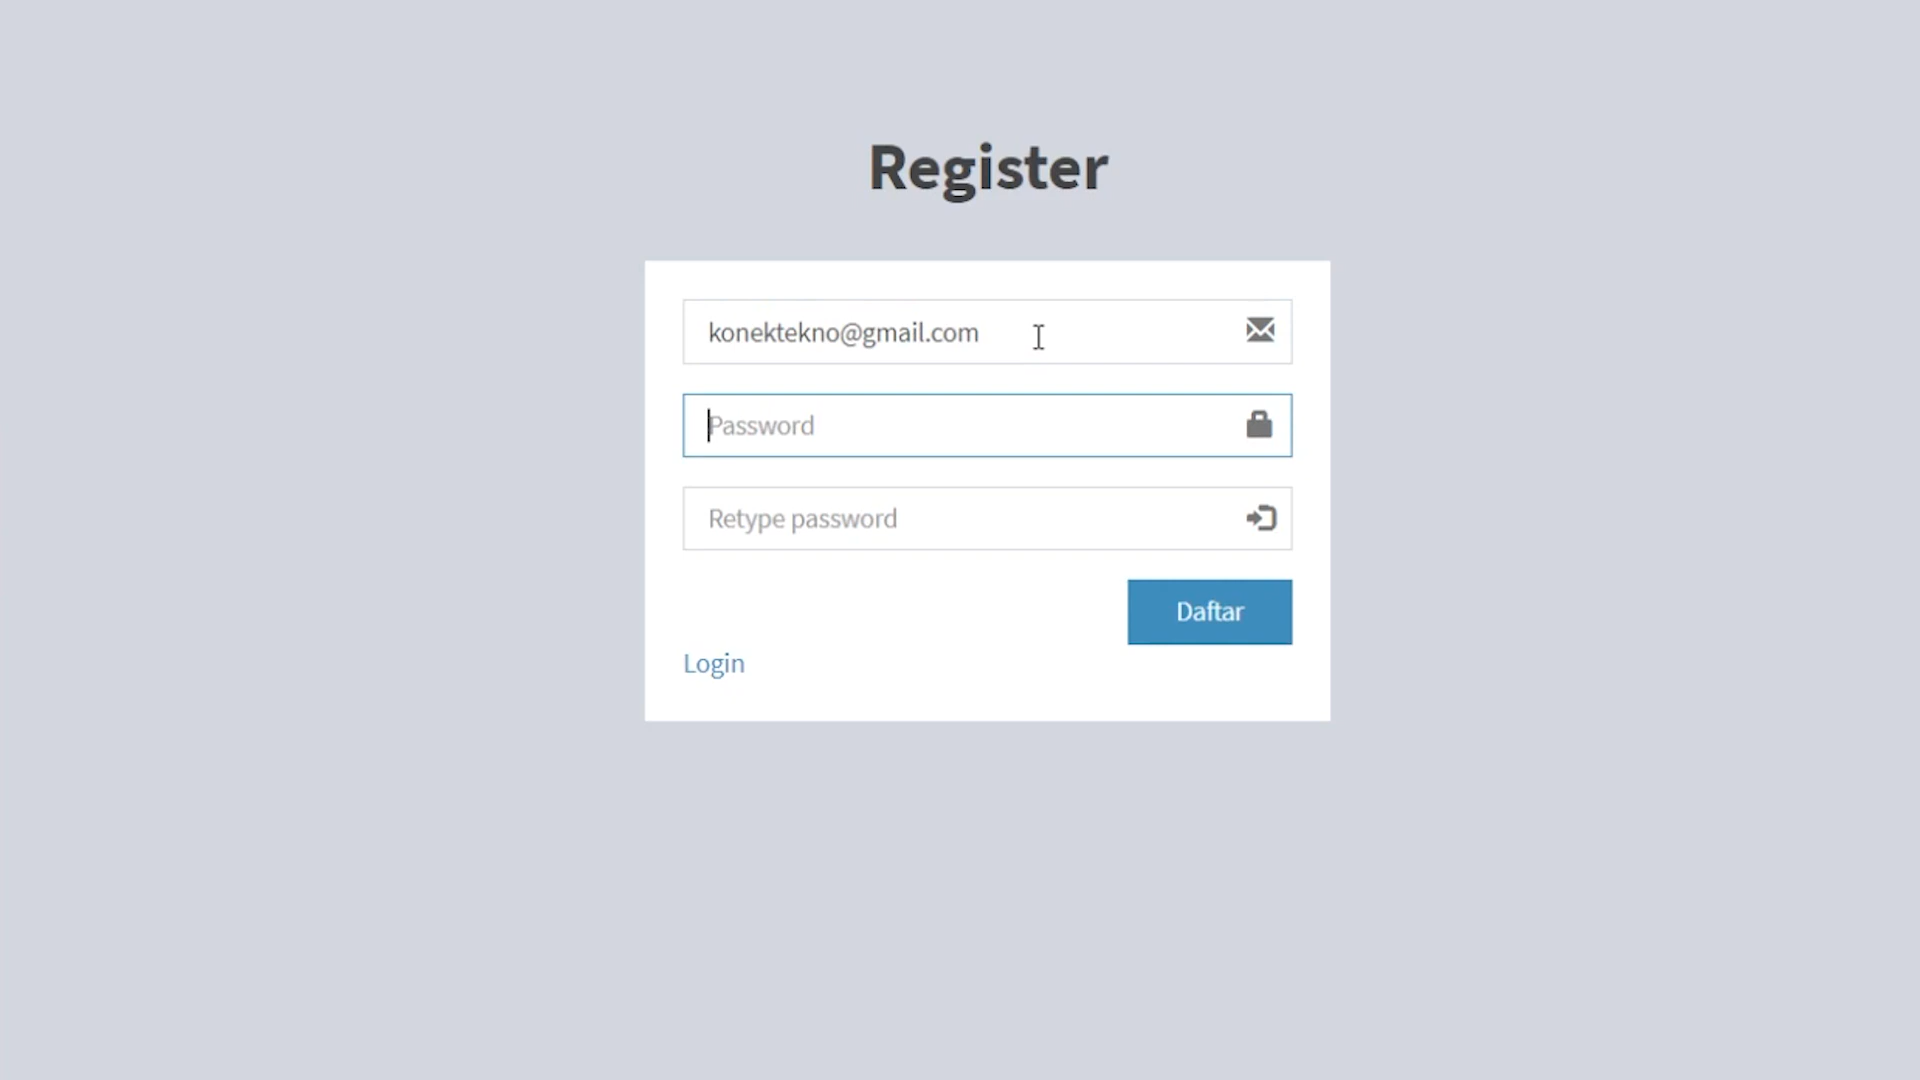 Register
konektekno@gmail.com
Password
Retype password
Daftar
Login